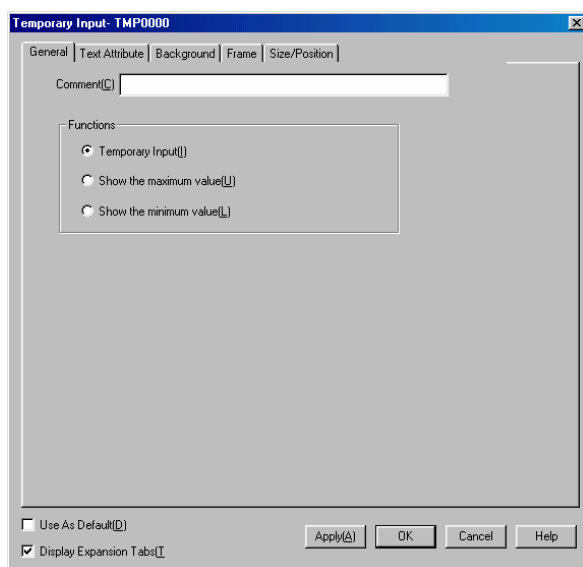 Temporary Input- TMP0000
General Text Attribute Background Frame Size/Position
Comment(C)
Functions
Temporary Input(I)
Show the maximum value(U)
Show the minimum value(L)
Use As Default(D)
Apply(A) OK Cancel Help
Display Expansion Tabs(T